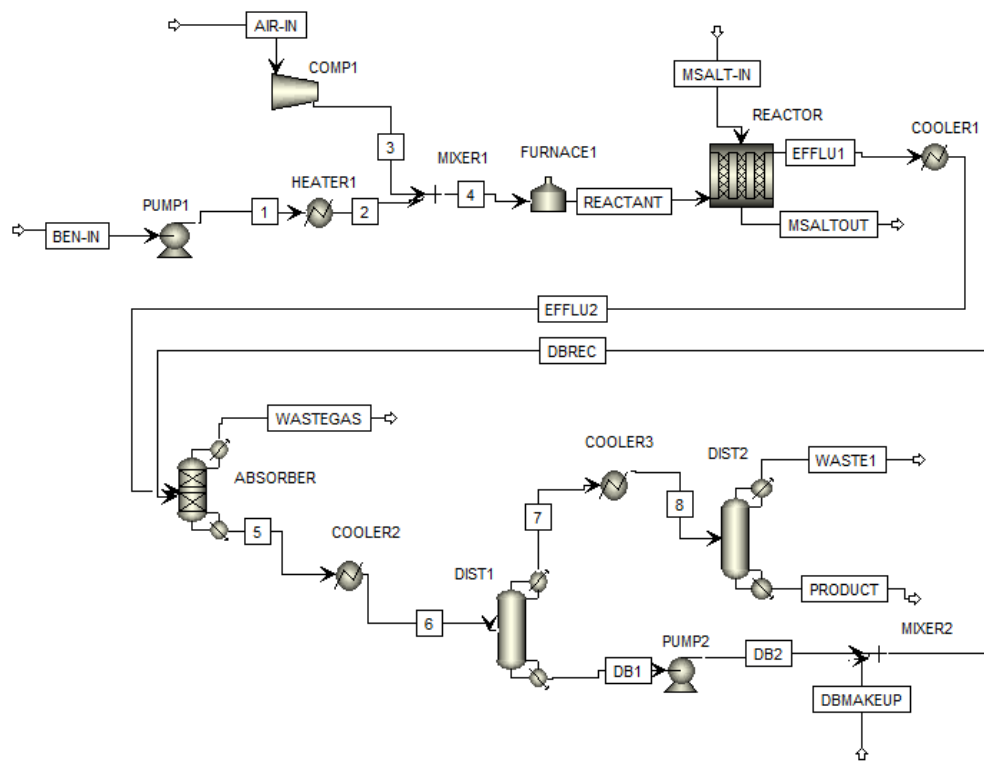 AIR-IN
COMP1
MSALT-IN
REACTOR
EFFLU1
COOLER1
3
MIXER1
FURNACE1
HEATER1
4
REACTANT
PUMP1
1
2
BEN-IN
MSALTOUT
EFFLU2
DBREC
WASTEGAS
COOLER3
DIST2
WASTE1
ABSORBER
7
8
5
COOLER2
DIST1
PRODUCT
6
PUMP2
MIXER2
DB1
DB2
DBMAKEUP